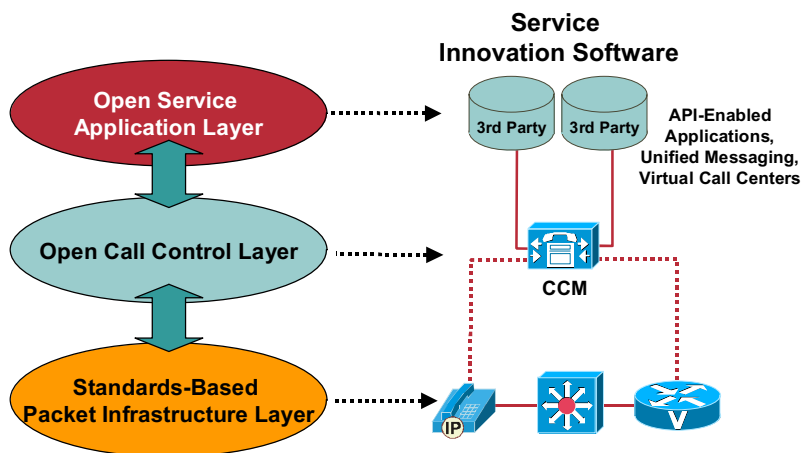 Service
Innovation Software
Open Service
Application Layer
3rd Party
3rd Party
API-Enabled
Applications,
Unified Messaging,
Virtual Call Centers
Open Call Control Layer
CCM
Standards-Based
Packet Infrastructure Layer
IP
V